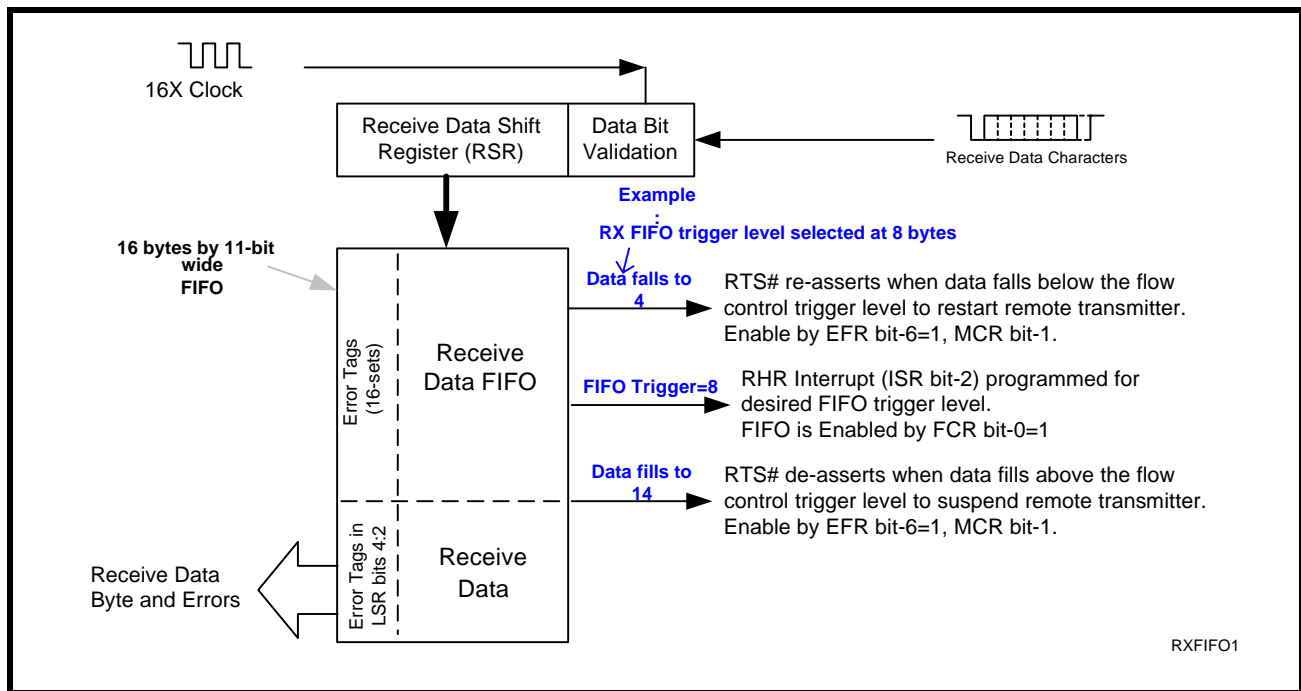 16X Clock
Receive Data Shift
Register (RSR)
Data Bit
Validation
Receive Data Characters
Example
:
RX FIFO trigger level selected at 8 bytes
16 bytes by 11-bit
wide
FIFO
Data falls to
4
RTS# re-asserts when data falls below the flow
control trigger level to restart remote transmitter.
Enable by EFR bit-6=1, MCR bit-1.
Error Tags
(16-sets)
Receive
Data FIFO
FIFO Trigger=8
RHR Interrupt (ISR bit-2) programmed for
desired FIFO trigger level.
FIFO is Enabled by FCR bit-0=1
Data fills to
14
RTS# de-asserts when data fills above the flow
control trigger level to suspend remote transmitter.
Enable by EFR bit-6=1, MCR bit-1.
Error Tags in
LSR bits 4:2
Receive
Data
Receive Data
Byte and Errors
RXFIFO1